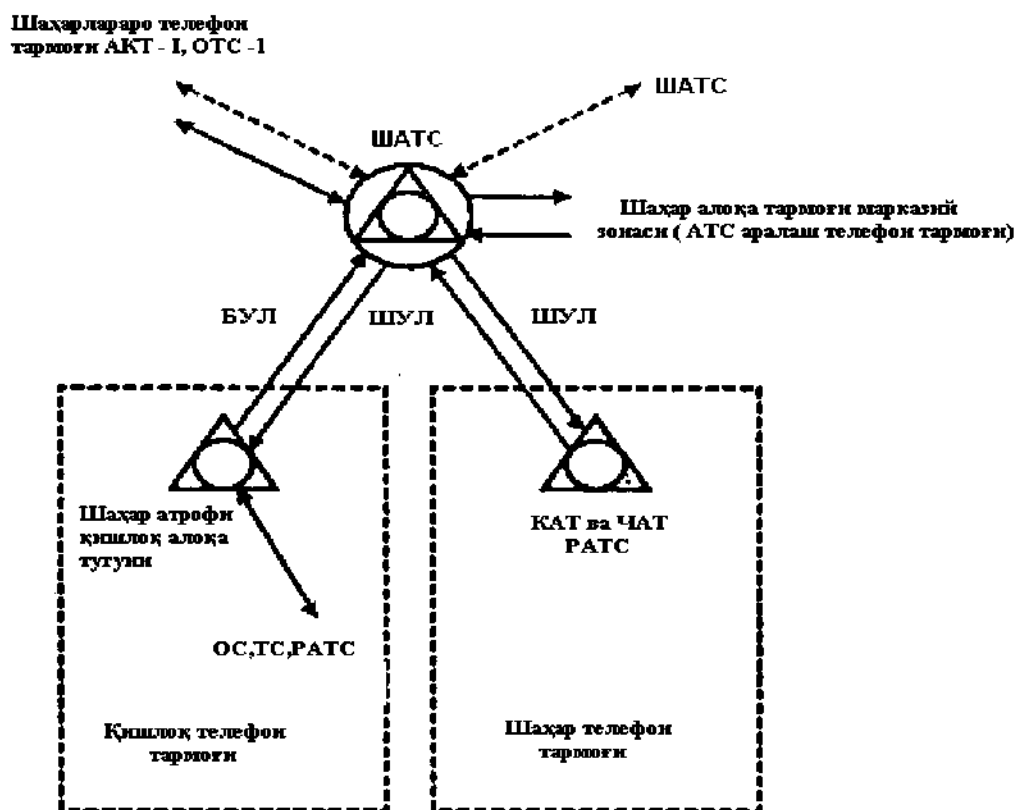 Шаҳарлараро телефон
тармоғи АКТ - I, ОТС -1
ШАТС
ШАТС
Шаҳар алоқа тармоғи марказий
зонаси ( АТС аралаш телефон тармоғи)
БУЛ
ШУЛ
ШУЛ
Шаҳар атрофи
қишлоқ алоқа
тугуни
КАТ ва ЧАТ
РАТС
ОС,ТС,РАТС
Қишлоқ телефон
тармоғи
Шаҳар телефон
тармоғи